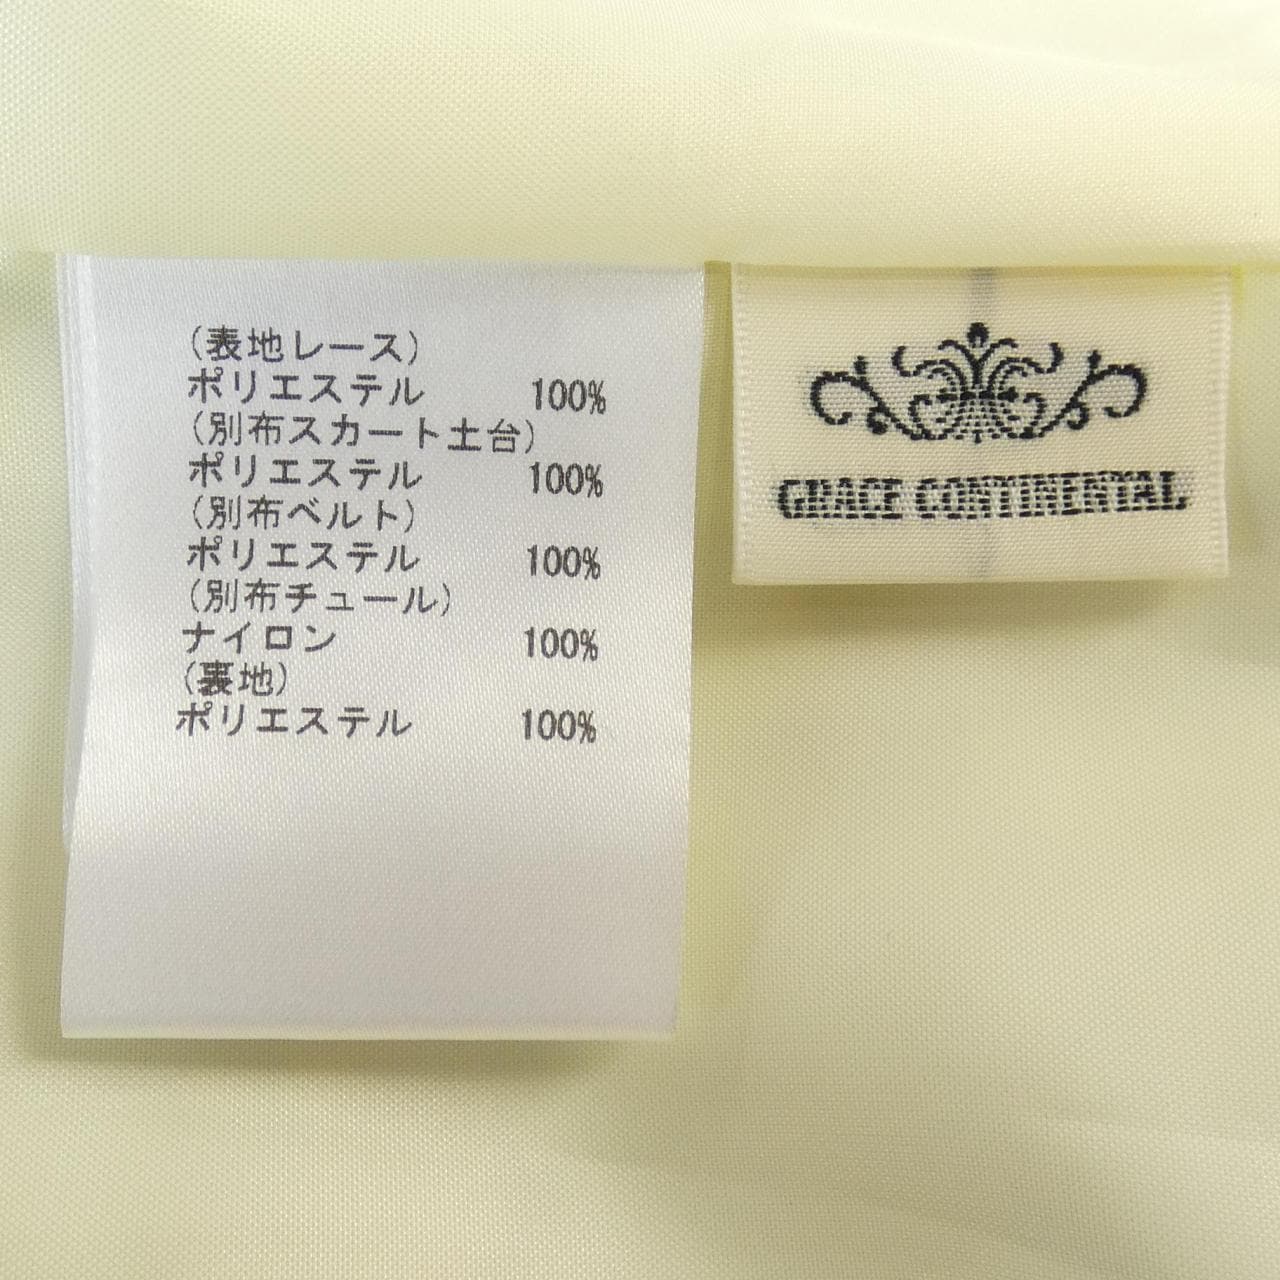 (表地レース)
ポリエステル 100%
(別布スカート土台)
ポリエステル 100%
(別布ベルト)
ポリエステル 100%
(別布チュール)
ナイロン 100%
(裏地)
ポリエステル 100%
GRACE CONTINENTAL